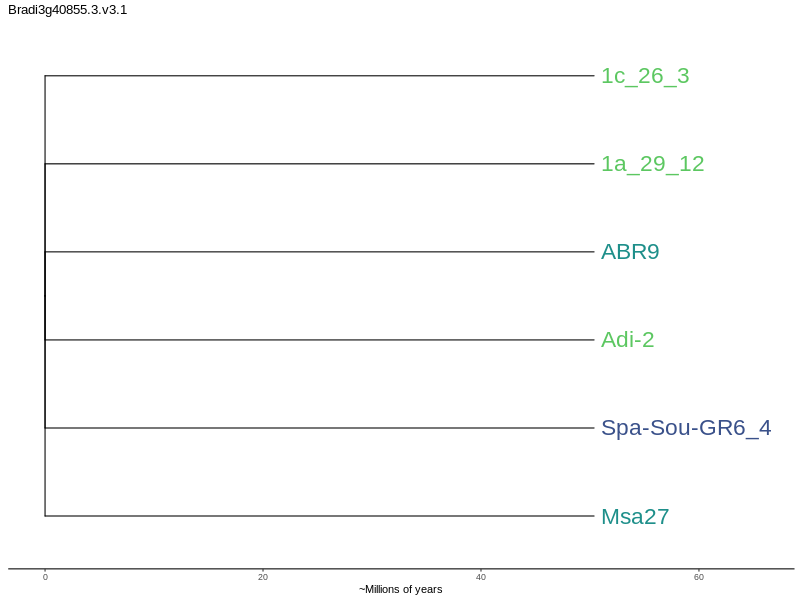 Bradi3g40855.3.v3.1
1c_26_3
1a_29_12
ABR9
Adi-2
Spa-Sou-GR6_4
Msa27
0 20 40 60
~Millions of years